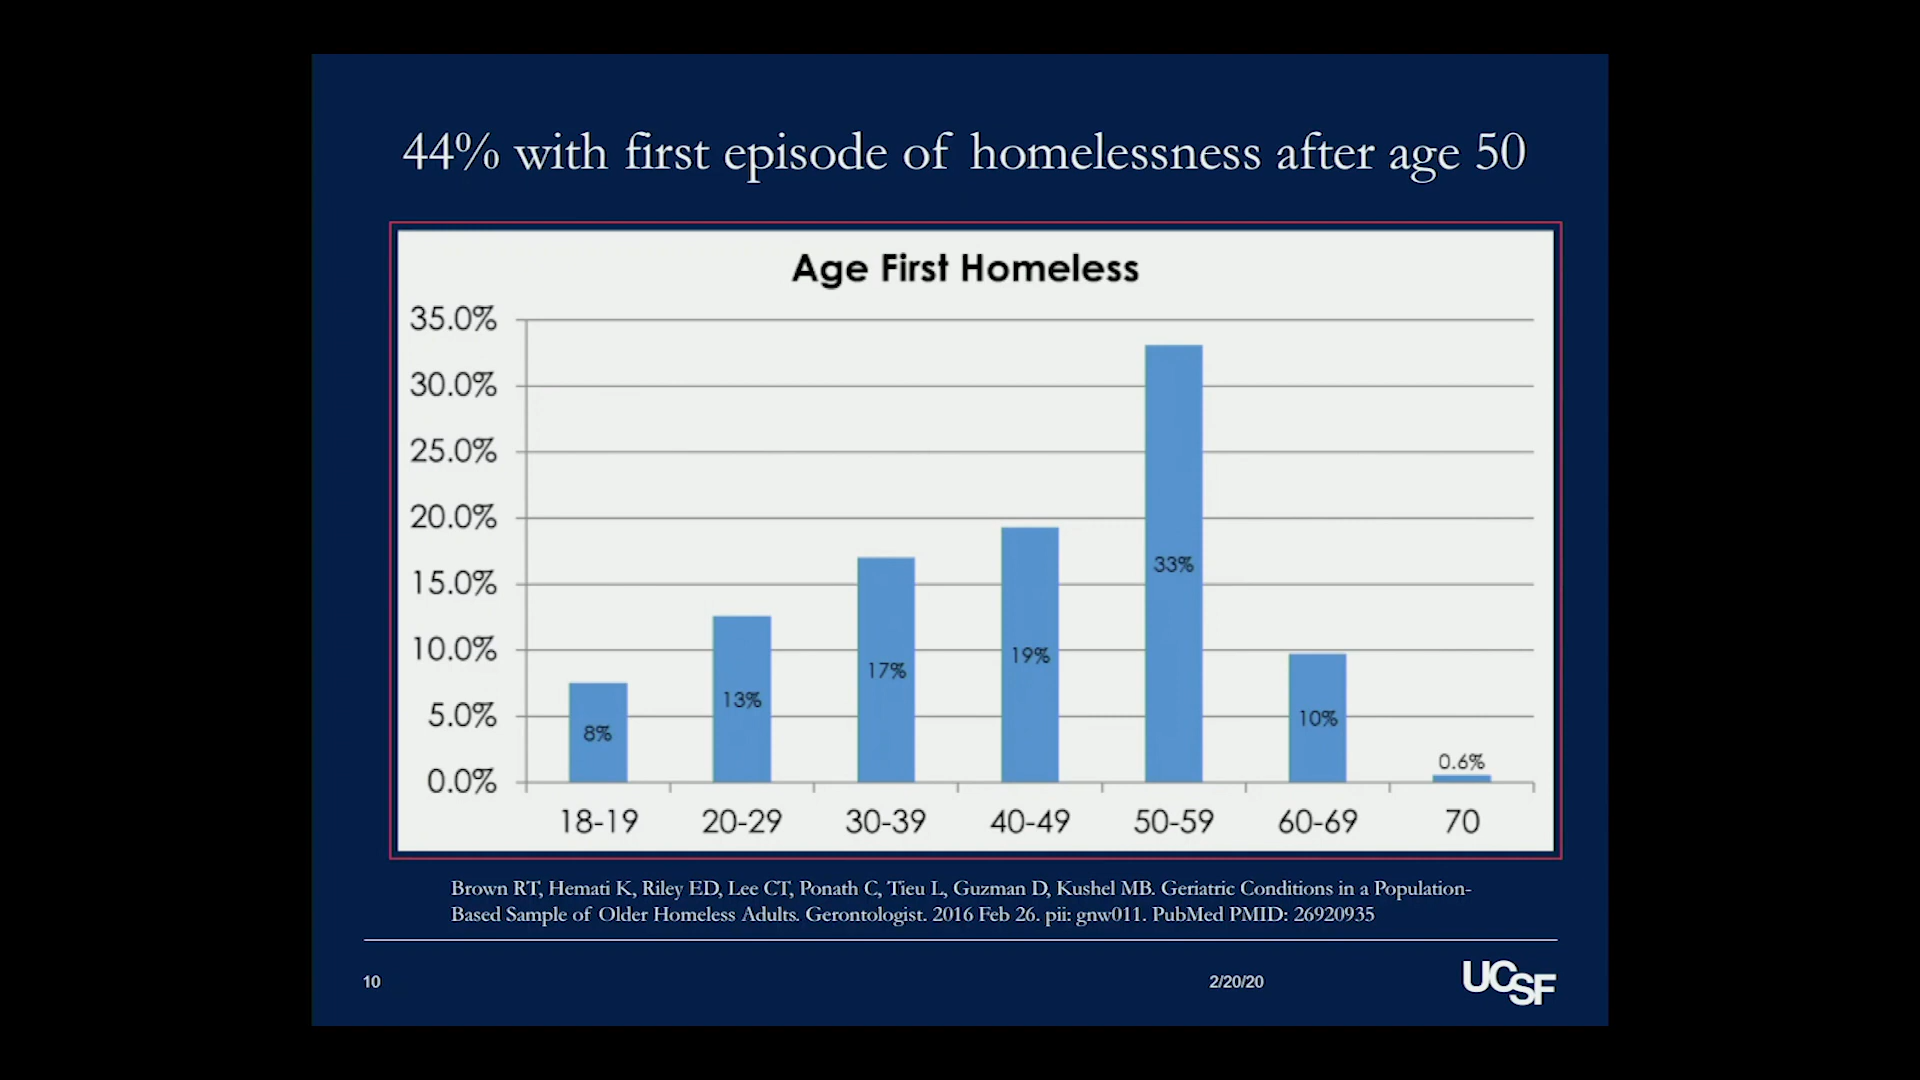 44% with first episode of homelessness after age 50
Age First Homeless
35.0%
30.0%
25.0%
20.0%
15.0%
10.0%
5.0%
0.0%
8%
13%
17%
19%
33%
10%
0.6%
18-19 20-29 30-39 40-49 50-59 60-69 70
Brown RT, Hemati K, Riley ED, Lee CT, Ponath C, Tieu L, Guzman D, Kushel MB. Geriatric Conditions in a Population-
Based Sample of Older Homeless Adults. Gerontologist. 2016 Feb 26. pii: gnw011. PubMed PMID: 26920935
10 2/20/20 UCSF